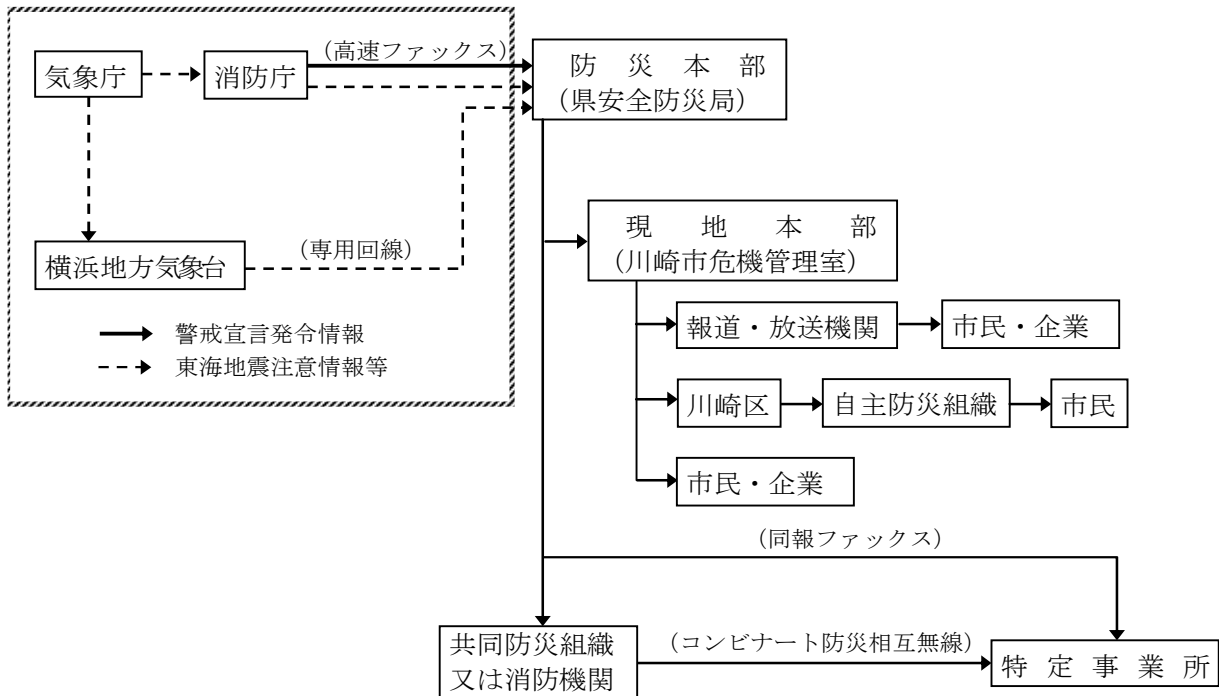 (高速ファックス)
気象庁
消防庁
防災本部
(県安全防災局)
現地本部
(川崎市危機管理室)
横浜地方気象台
(専用回線)
警戒宣言発令情報
東海地震注意情報等
報道・放送機関
市民・企業
川崎区
自主防災組織
市民
市民・企業
(同報ファックス)
共同防災組織
又は消防機関
(コンビナート防災相互無線)
特定事業所